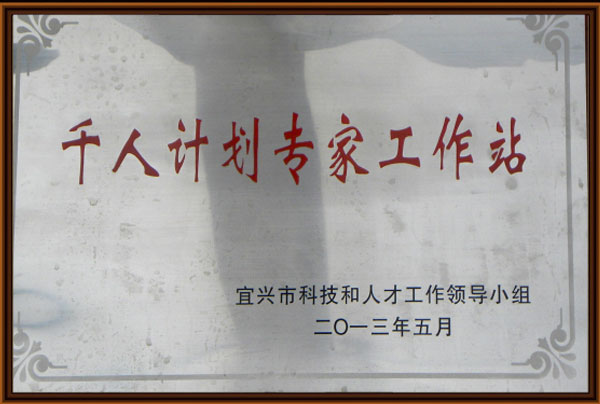 千人计划专家工作站
宜兴市科技和人才工作领导小组
二〇一三年五月